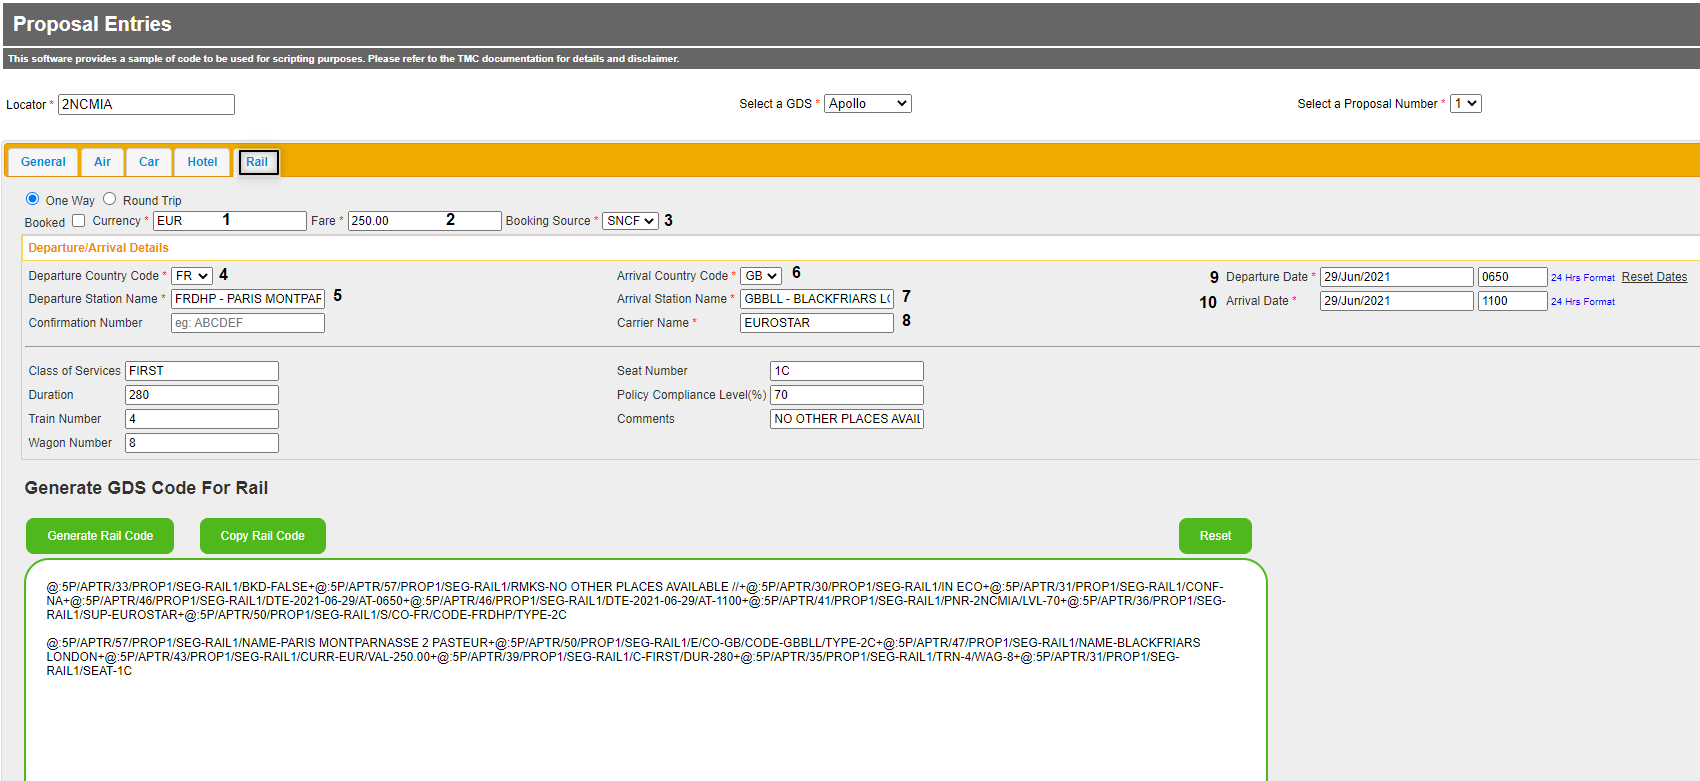 Proposal Entries
This software provides a sample of code to be used for scripting purposes. Please refer to the TMC documentation for details and disclaimer.
Locator * 2NCMIA Select a GDS * Apollo Select a Proposal Number * 1
General Air Car Hotel Rail
One Way Round Trip
Booked Currency * EUR 1 Fare * 250.00 2 Booking Source * SNCF 3
Departure/Arrival Details
Departure Country Code * FR 4 Arrival Country Code * GB 6 9 Departure Date * 29/Jun/2021 0650 24 Hrs Format Reset Dates
Departure Station Name * FRDHP - PARIS MONTPAR 5 Arrival Station Name * GBBLL - BLACKFRIARS LO 7 10 Arrival Date * 29/Jun/2021 1100 24 Hrs Format
Confirmation Number eg: ABCDEF Carrier Name * EUROSTAR 8
Class of Services FIRST Seat Number 1C
Duration 280 Policy Compliance Level(%) 70
Train Number 4 Comments NO OTHER PLACES AVAIL
Wagon Number 8
Generate GDS Code For Rail
Generate Rail Code Copy Rail Code Reset
@:5P/APTR/33/PROP1/SEG-RAIL1/BKD-FALSE+@:5P/APTR/57/PROP1/SEG-RAIL1/RMKS-NO OTHER PLACES AVAILABLE //+@:5P/APTR/30/PROP1/SEG-RAIL1/IN ECO+@:5P/APTR/31/PROP1/SEG-RAIL1/CONF-
NA+@:5P/APTR/46/PROP1/SEG-RAIL1/DTE-2021-06-29/AT-0650+@:5P/APTR/46/PROP1/SEG-RAIL1/DTE-2021-06-29/AT-1100+@:5P/APTR/41/PROP1/SEG-RAIL1/PNR-2NCMIA/LVL-70+@:5P/APTR/36/PROP1/SEG-
RAIL1/SUP-EUROSTAR+@:5P/APTR/50/PROP1/SEG-RAIL1/S/CO-FR/CODE-FRDHP/TYPE-2C
@:5P/APTR/57/PROP1/SEG-RAIL1/NAME-PARIS MONTPARNASSE 2 PASTEUR+@:5P/APTR/50/PROP1/SEG-RAIL1/E/CO-GB/CODE-GBBLL/TYPE-2C+@:5P/APTR/47/PROP1/SEG-RAIL1/NAME-BLACKFRIARS
LONDON+@:5P/APTR/43/PROP1/SEG-RAIL1/CURR-EUR/VAL-250.00+@:5P/APTR/39/PROP1/SEG-RAIL1/C-FIRST/DUR-280+@:5P/APTR/35/PROP1/SEG-RAIL1/TRN-4/WAG-8+@:5P/APTR/31/PROP1/SEG-
RAIL1/SEAT-1C